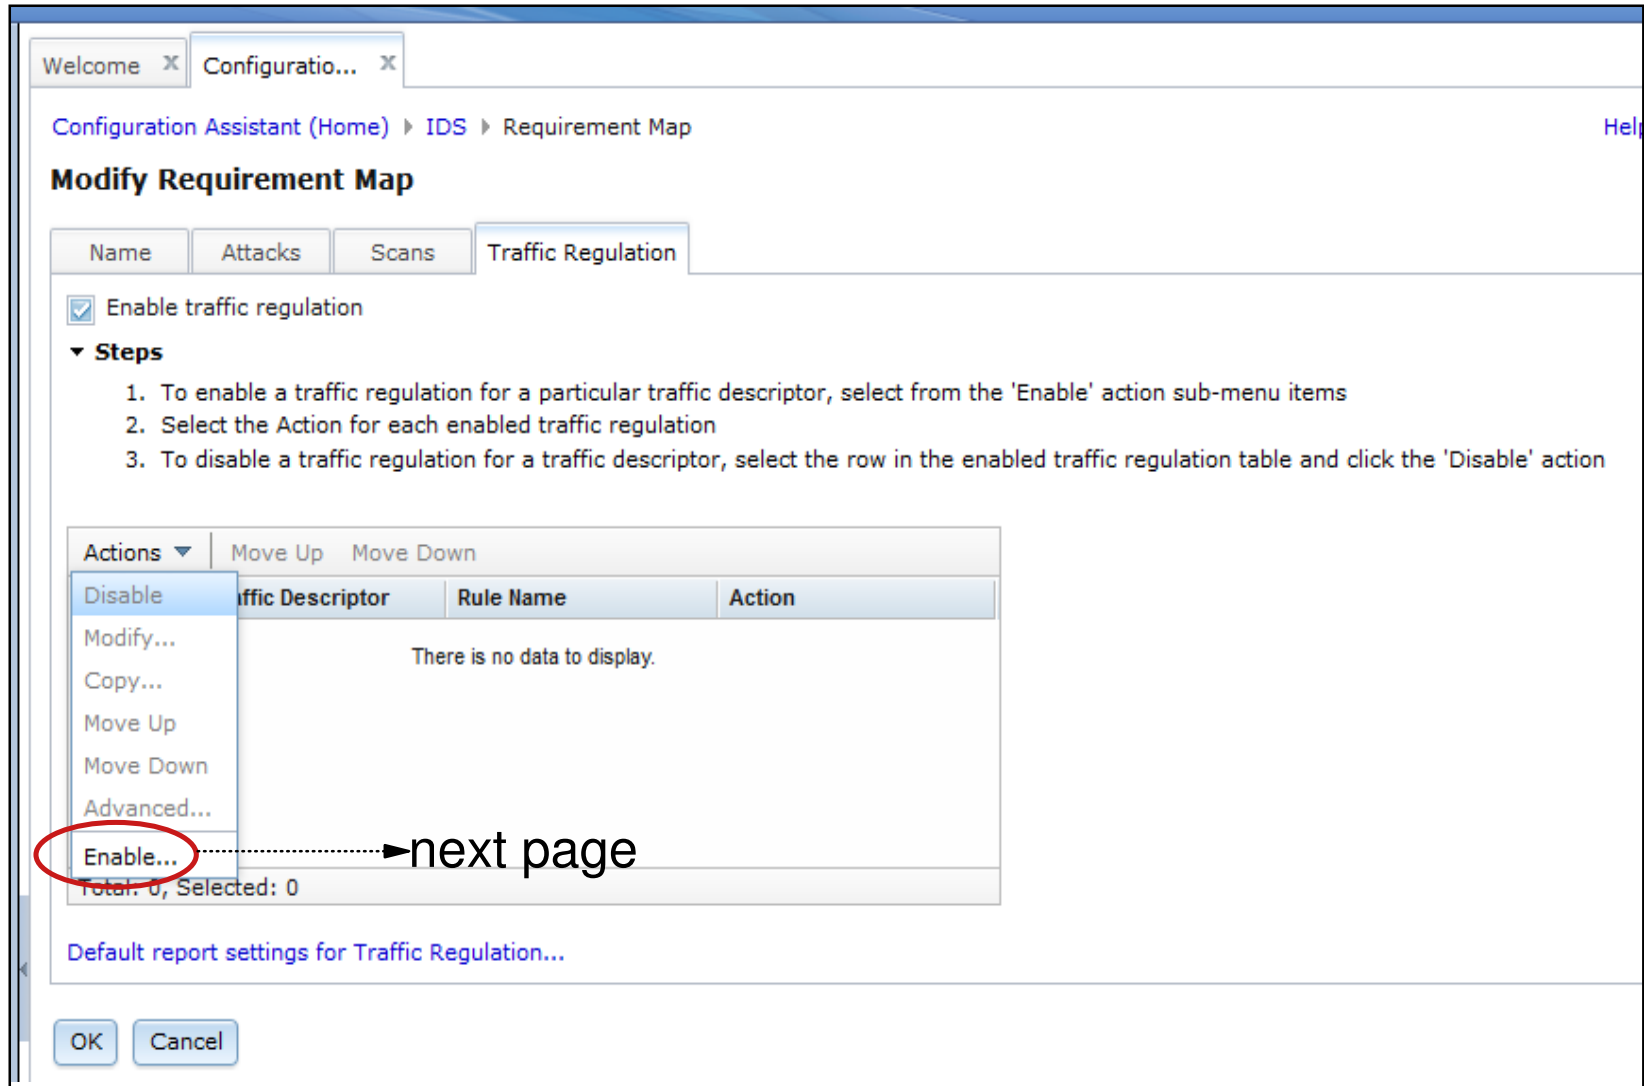 Welcome x Configuratio... x
Configuration Assistant (Home) IDS Requirement Map
Modify Requirement Map
Name Attacks Scans Traffic Regulation
Enable traffic regulation
Steps
1. To enable a traffic regulation for a particular traffic descriptor, select from the 'Enable' action sub-menu items
2. Select the Action for each enabled traffic regulation
3. To disable a traffic regulation for a traffic descriptor, select the row in the enabled traffic regulation table and click the 'Disable' action
Actions Move Up Move Down
Disable
Descriptor Rule Name Action
Modify...
There is no data to display.
Copy...
Move Up
Move Down
Advanced...
Enable... next page
Total: 0, Selected: 0
Default report settings for Traffic Regulation...
OK Cancel